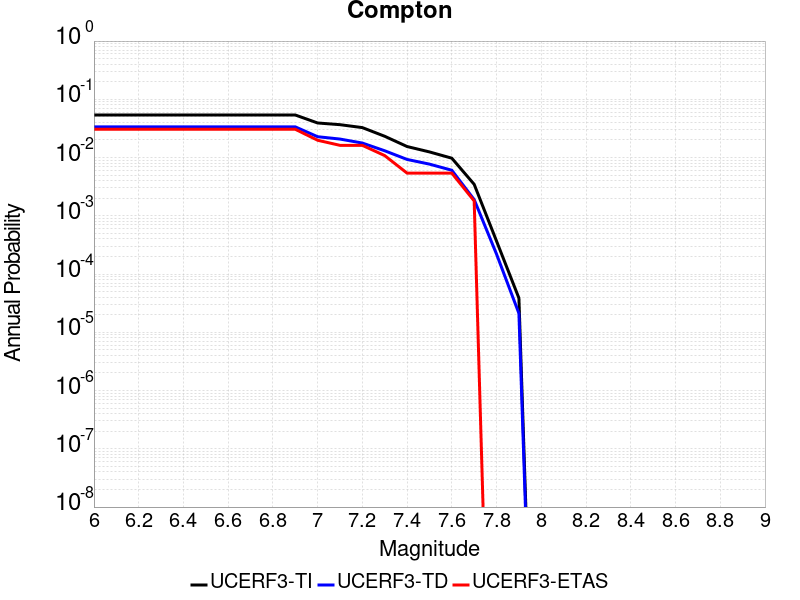 Compton
10^0
10^-1
10^-2
10^-3
10^-4
10^-5
10^-6
10^-7
10^-8
Annual Probability
6 6.2 6.4 6.6 6.8 7 7.2 7.4 7.6 7.8 8 8.2 8.4 8.6 8.8 9
Magnitude
UCERF3-TI UCERF3-TD UCERF3-ETAS